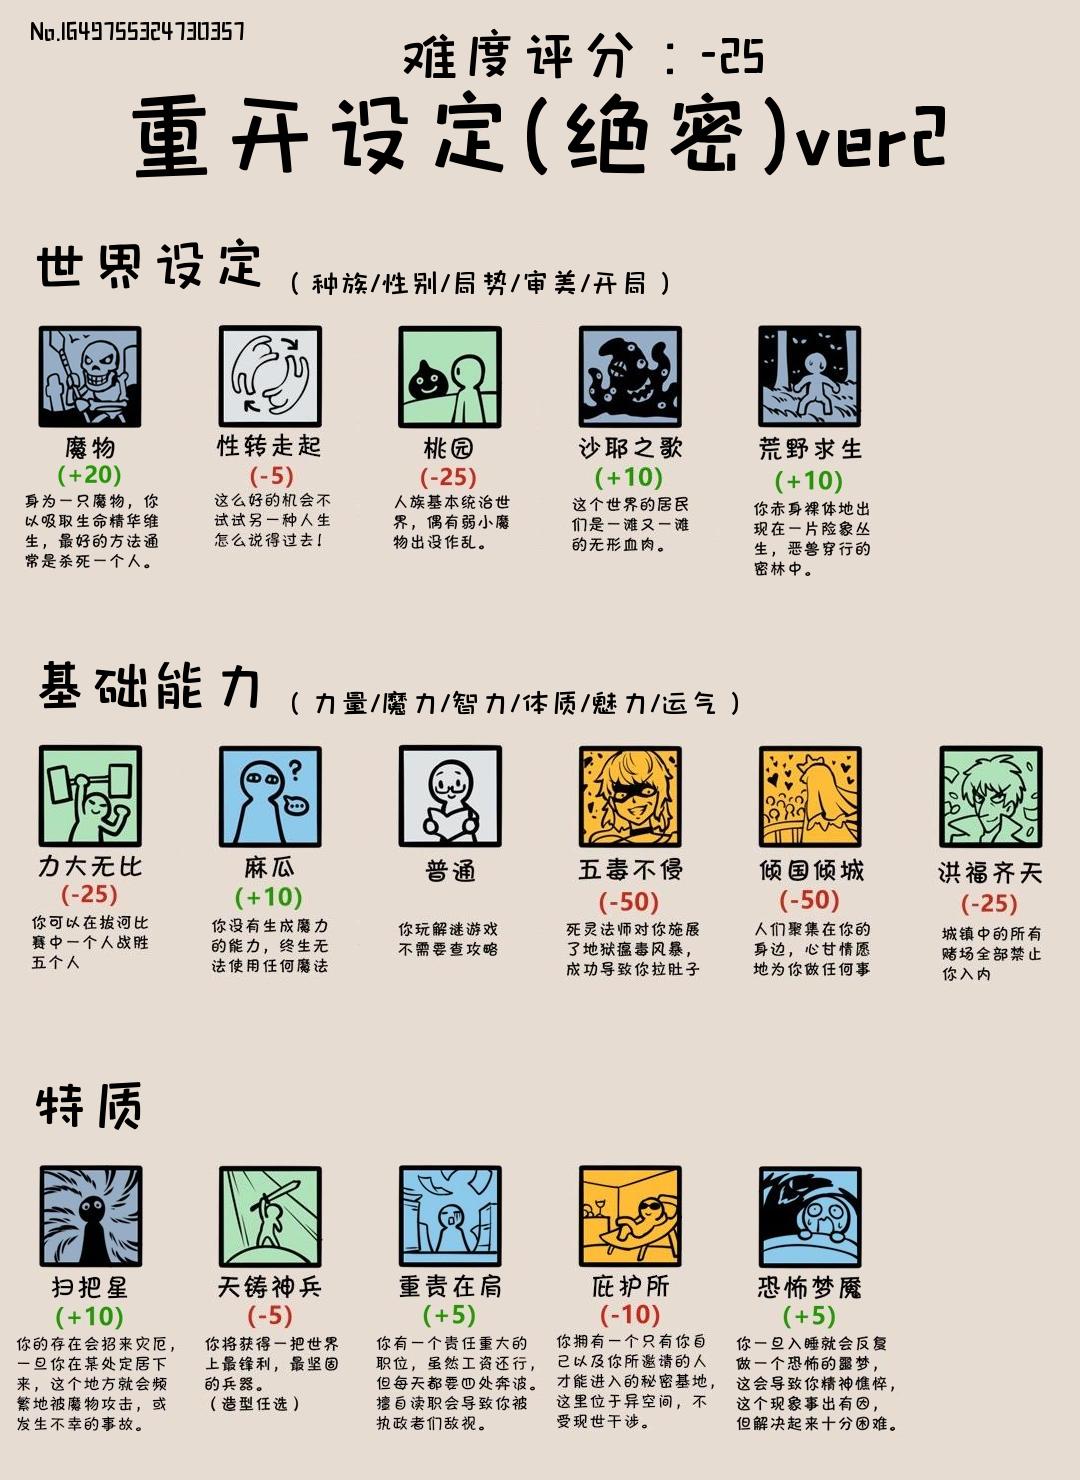 No.1649755324730357
难度评分：-25
重开设定(绝密)ver2
世界设定（种族/性别/局势/审美/开局）
魔物
(+20)
身为一只魔物，你
以吸取生命精华维
生，最好的方法通
常是杀死一个人。
性转走起
(-5)
这么好的机会不
试试另一种人生
怎么说得过去！
桃园
(-25)
人族基本统治世
界，偶有弱小魔
物出没作乱。
沙耶之歌
(+10)
这个世界的居民
们是一滩又一滩
的无形血肉。
荒野求生
(+10)
你赤身裸体地出
现在一片险象丛
生，恶兽穿行的
密林中。
基础能力（力量/魔力/智力/体质/魅力/运气）
力大无比
(-25)
你可以在拔河比
赛中一个人战胜
五个人
麻瓜
(+10)
你没有生成魔力
的能力，终生无
法使用任何魔法
普通
你玩解谜游戏
不需要查攻略
五毒不侵
(-50)
死灵法师对你施展
了地狱瘟毒风暴，
成功导致你拉肚子
倾国倾城
(-50)
人们聚集在你的
身边，心甘情愿
地为你做任何事
洪福齐天
(-25)
城镇中的所有
赌场全部禁止
你入内
特质
扫把星
(+10)
你的存在会招来灾厄，
一旦你在某处定居下
来，这个地方就会频
繁地被魔物攻击，或
发生不幸的事故。
天铸神兵
(-5)
你将获得一把世界
上最锋利，最坚固
的兵器。
（造型任选）
重责在肩
(+5)
你有一个责任重大的
职位，虽然工资还行，
但每天都要四处奔波。
擅自渎职会导致你被
执政者们敌视。
庇护所
(-10)
你拥有一个只有你自
己以及你所邀请的人
才能进入的秘密基地，
这里位于异空间，不
受现世干涉。
恐怖梦魇
(+5)
你一旦入睡就会反复
做一个恐怖的噩梦，
这会导致你精神憔悴，
这个现象事出有因，
但解决起来十分困难。